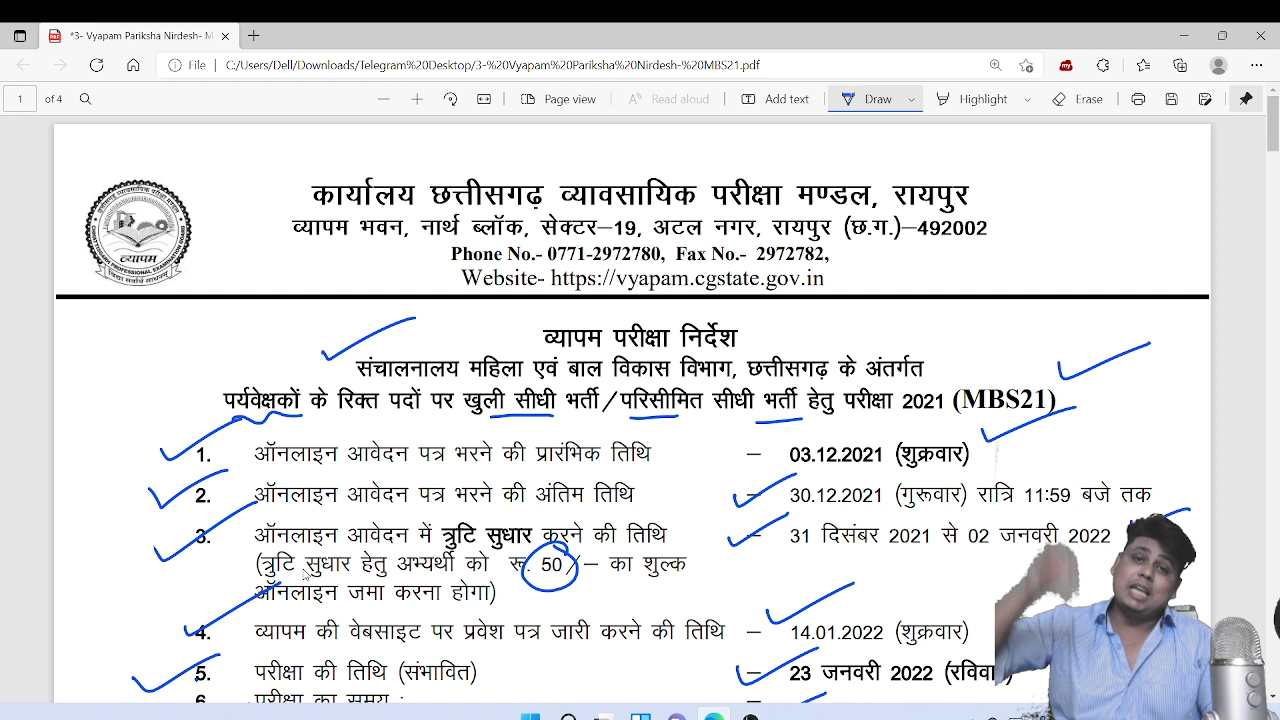 *3- Vyapam Pariksha Nirdesh- M
File | C:/Users/Dell/Downloads/Telegram%20Desktop/3-%20Vyapam%20Pariksha%20Nirdesh-%20MBS21.pdf
1 of 4 Page view Read aloud Add text Draw Highlight Erase
कार्यालय छत्तीसगढ़ व्यावसायिक परीक्षा मण्डल, रायपुर
व्यापम भवन, नार्थ ब्लॉक, सेक्टर–19, अटल नगर, रायपुर (छ.ग.)–492002
Phone No.- 0771-2972780, Fax No.- 2972782,
Website- https://vyapam.cgstate.gov.in
व्यापम
व्यापम परीक्षा निर्देश
संचालनालय महिला एवं बाल विकास विभाग, छत्तीसगढ़ के अंतर्गत
पर्यवेक्षकों के रिक्त पदों पर खुली सीधी भर्ती/परिसीमित सीधी भर्ती हेतु परीक्षा 2021 (MBS21)
1. ऑनलाइन आवेदन पत्र भरने की प्रारंभिक तिथि – 03.12.2021 (शुक्रवार)
2. ऑनलाइन आवेदन पत्र भरने की अंतिम तिथि – 30.12.2021 (गुरूवार) रात्रि 11:59 बजे तक
3. ऑनलाइन आवेदन में त्रुटि सुधार करने की तिथि – 31 दिसंबर 2021 से 02 जनवरी 2022
(त्रुटि सुधार हेतु अभ्यर्थी को रू. 50/– का शुल्क
ऑनलाइन जमा करना होगा)
4. व्यापम की वेबसाइट पर प्रवेश पत्र जारी करने की तिथि – 14.01.2022 (शुक्रवार)
5. परीक्षा की तिथि (संभावित) – 23 जनवरी 2022 (रविवार)
6. परीक्षा का समय :